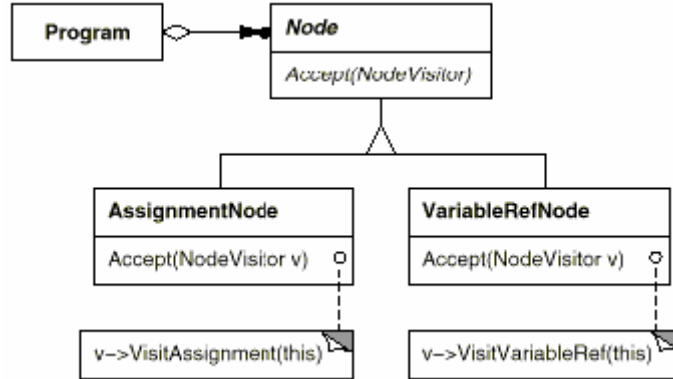 Program
Node
Accept(NodeVisitor)
AssignmentNode
Accept(NodeVisitor v)
v->VisitAssignment(this)
VariableRefNode
Accept(NodeVisitor v)
v->VisitVariableRef(this)